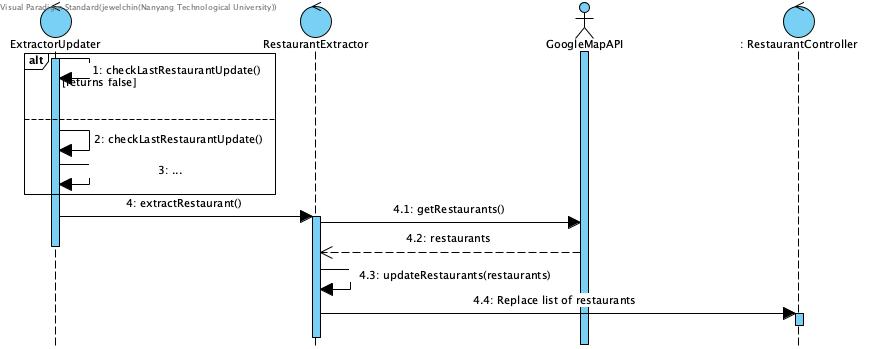 Visual Paradigm Standard(jewelchin(Nanyang Technological University))
ExtractorUpdater
RestaurantExtractor
GoogleMapAPI
: RestaurantController
alt
1: checkLastRestaurantUpdate()
[returns false]
2: checkLastRestaurantUpdate()
3: ...
4: extractRestaurant()
4.1: getRestaurants()
4.2: restaurants
4.3: updateRestaurants(restaurants)
4.4: Replace list of restaurants